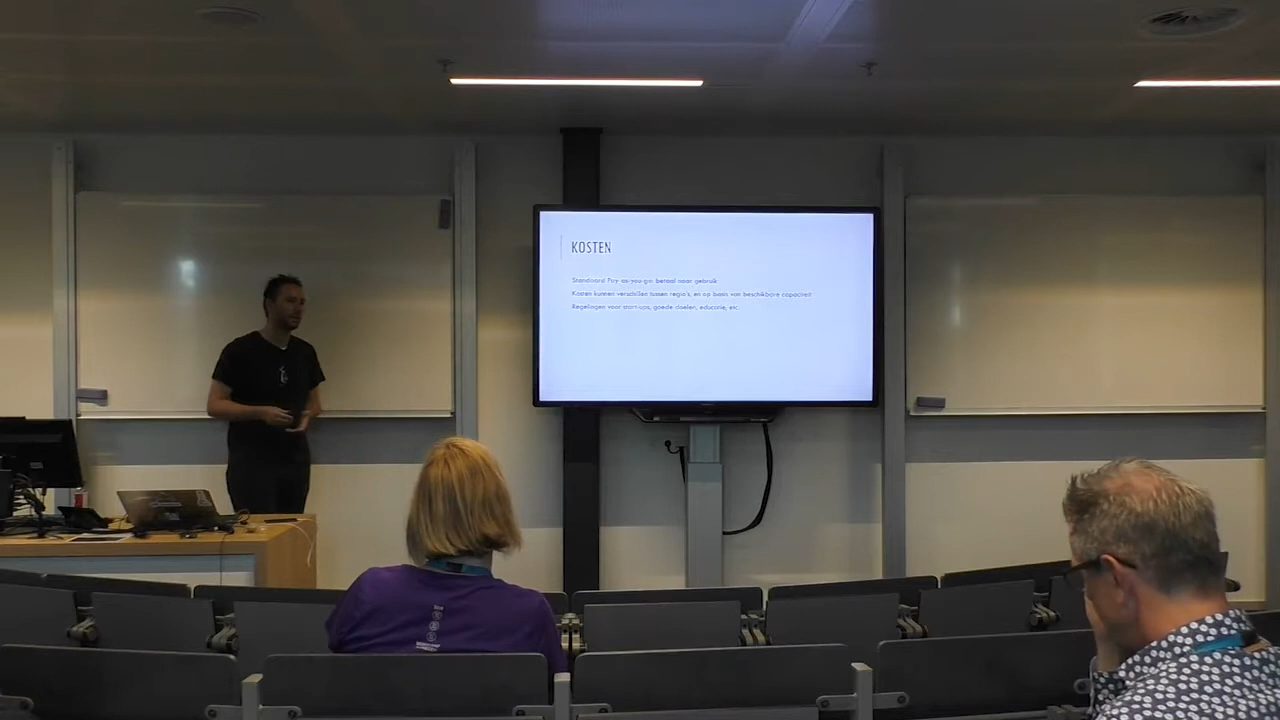 KOSTEN
Standaard Pay-as-you-go: betaal naar gebruik
Kosten kunnen verschillen tussen regio's, en op basis van beschikbare capaciteit
Regelingen voor start-ups, goede doelen, educatie, etc.